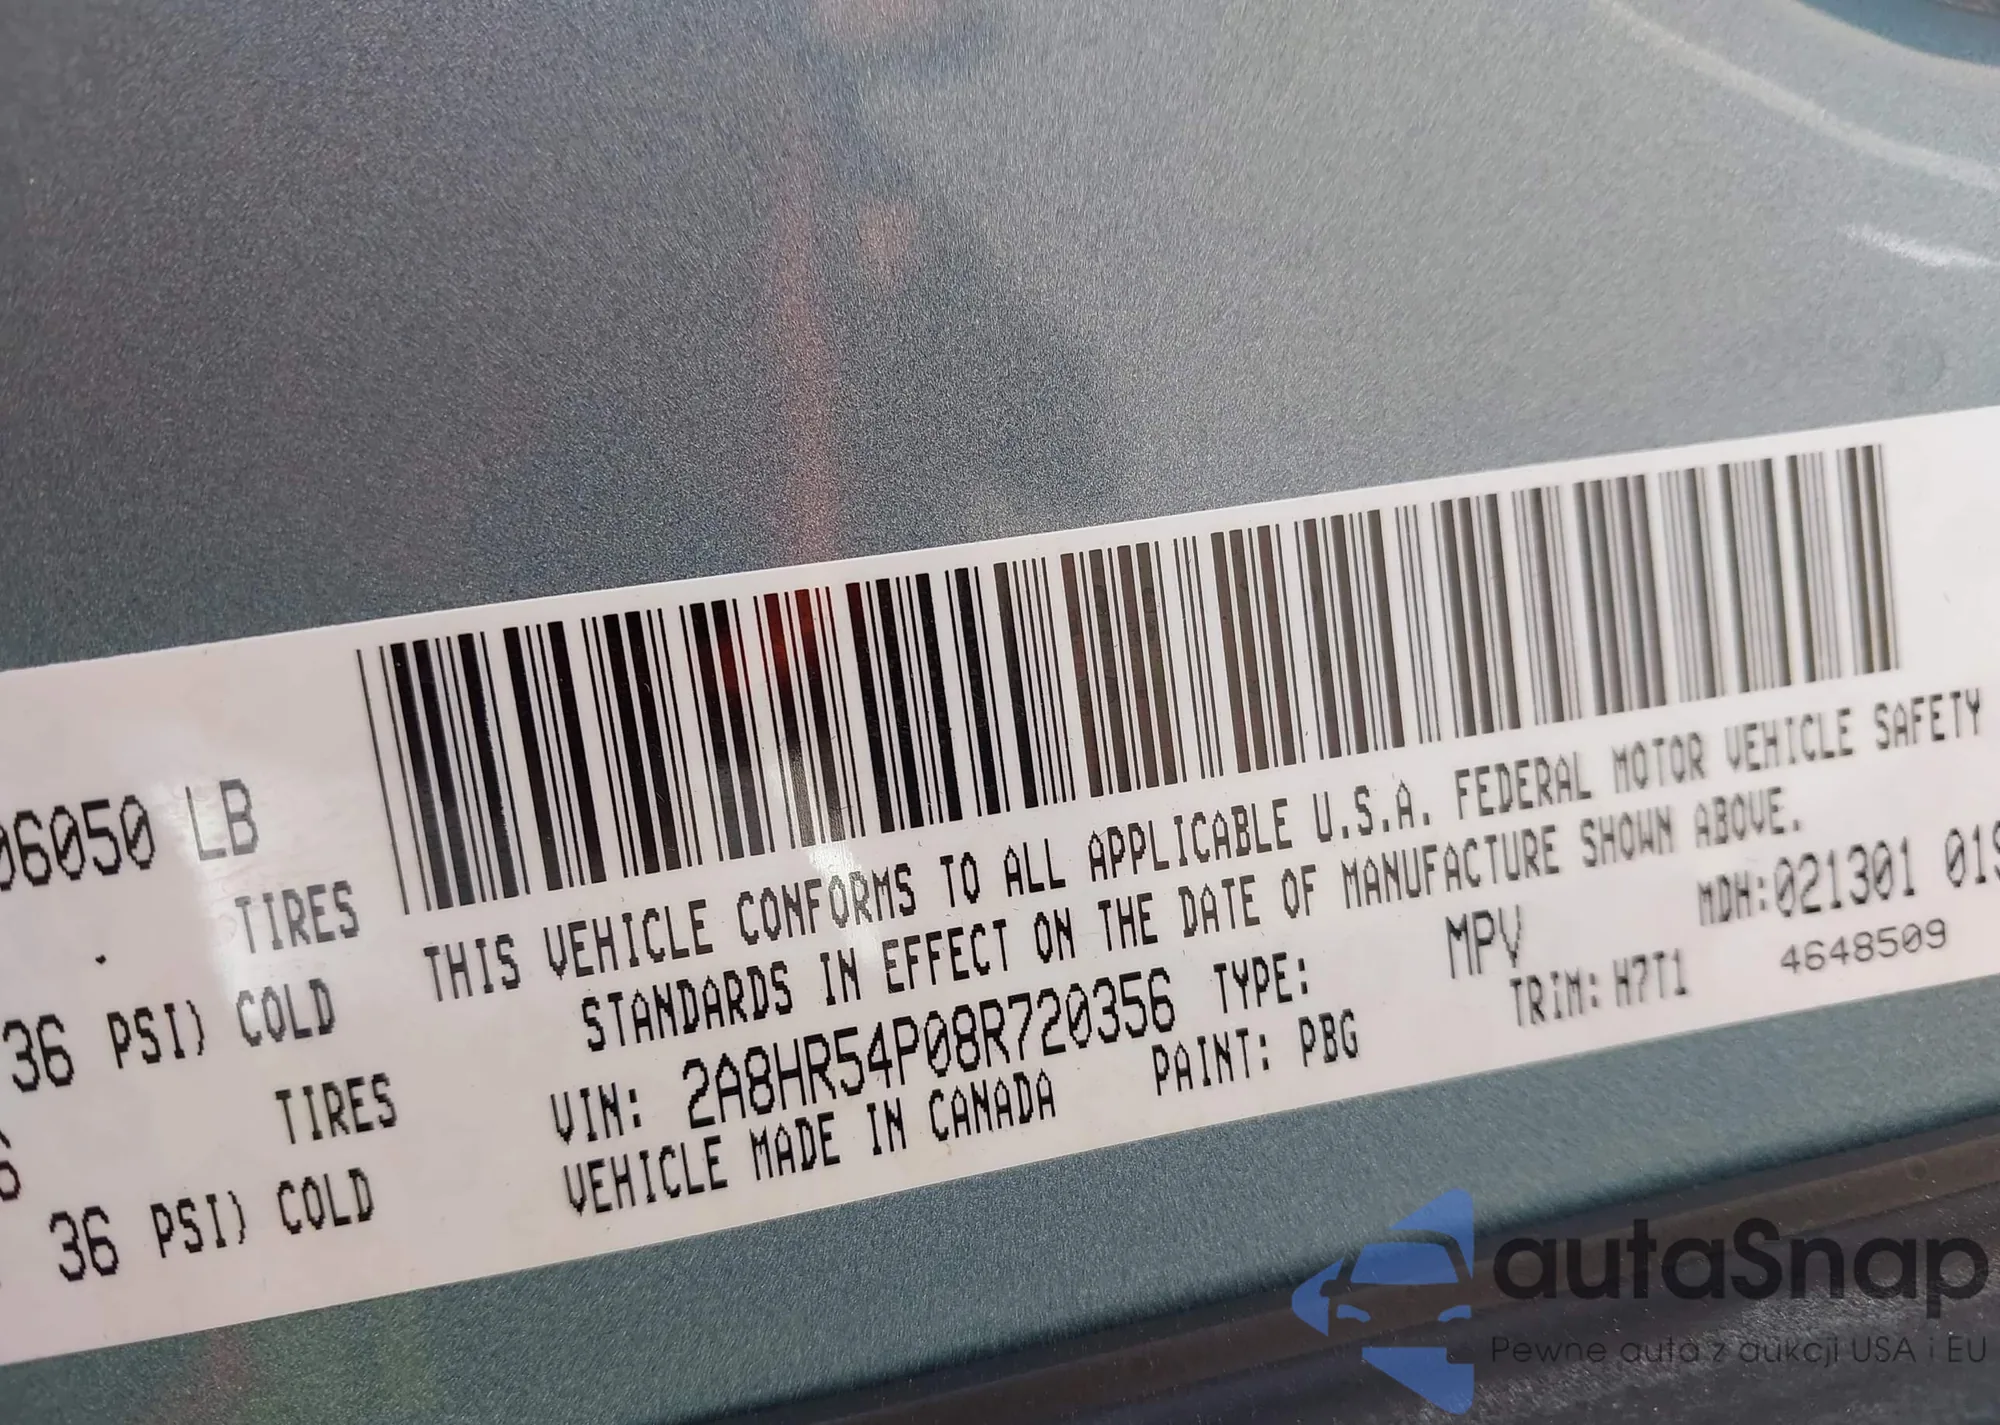 06050 LB
TIRES
36 PSI) COLD
TIRES
36 PSI) COLD
THIS VEHICLE CONFORMS TO ALL APPLICABLE U.S.A. FEDERAL MOTOR VEHICLE SAFETY
STANDARDS IN EFFECT ON THE DATE OF MANUFACTURE SHOWN ABOVE.
MDH:021301 019
VIN: 2A8HR54P08R720356 TYPE: MPV
4648509
VEHICLE MADE IN CANADA PAINT: PBG TRIM: H7T1
autaSnap
Pewne auta z aukcji USA i EU